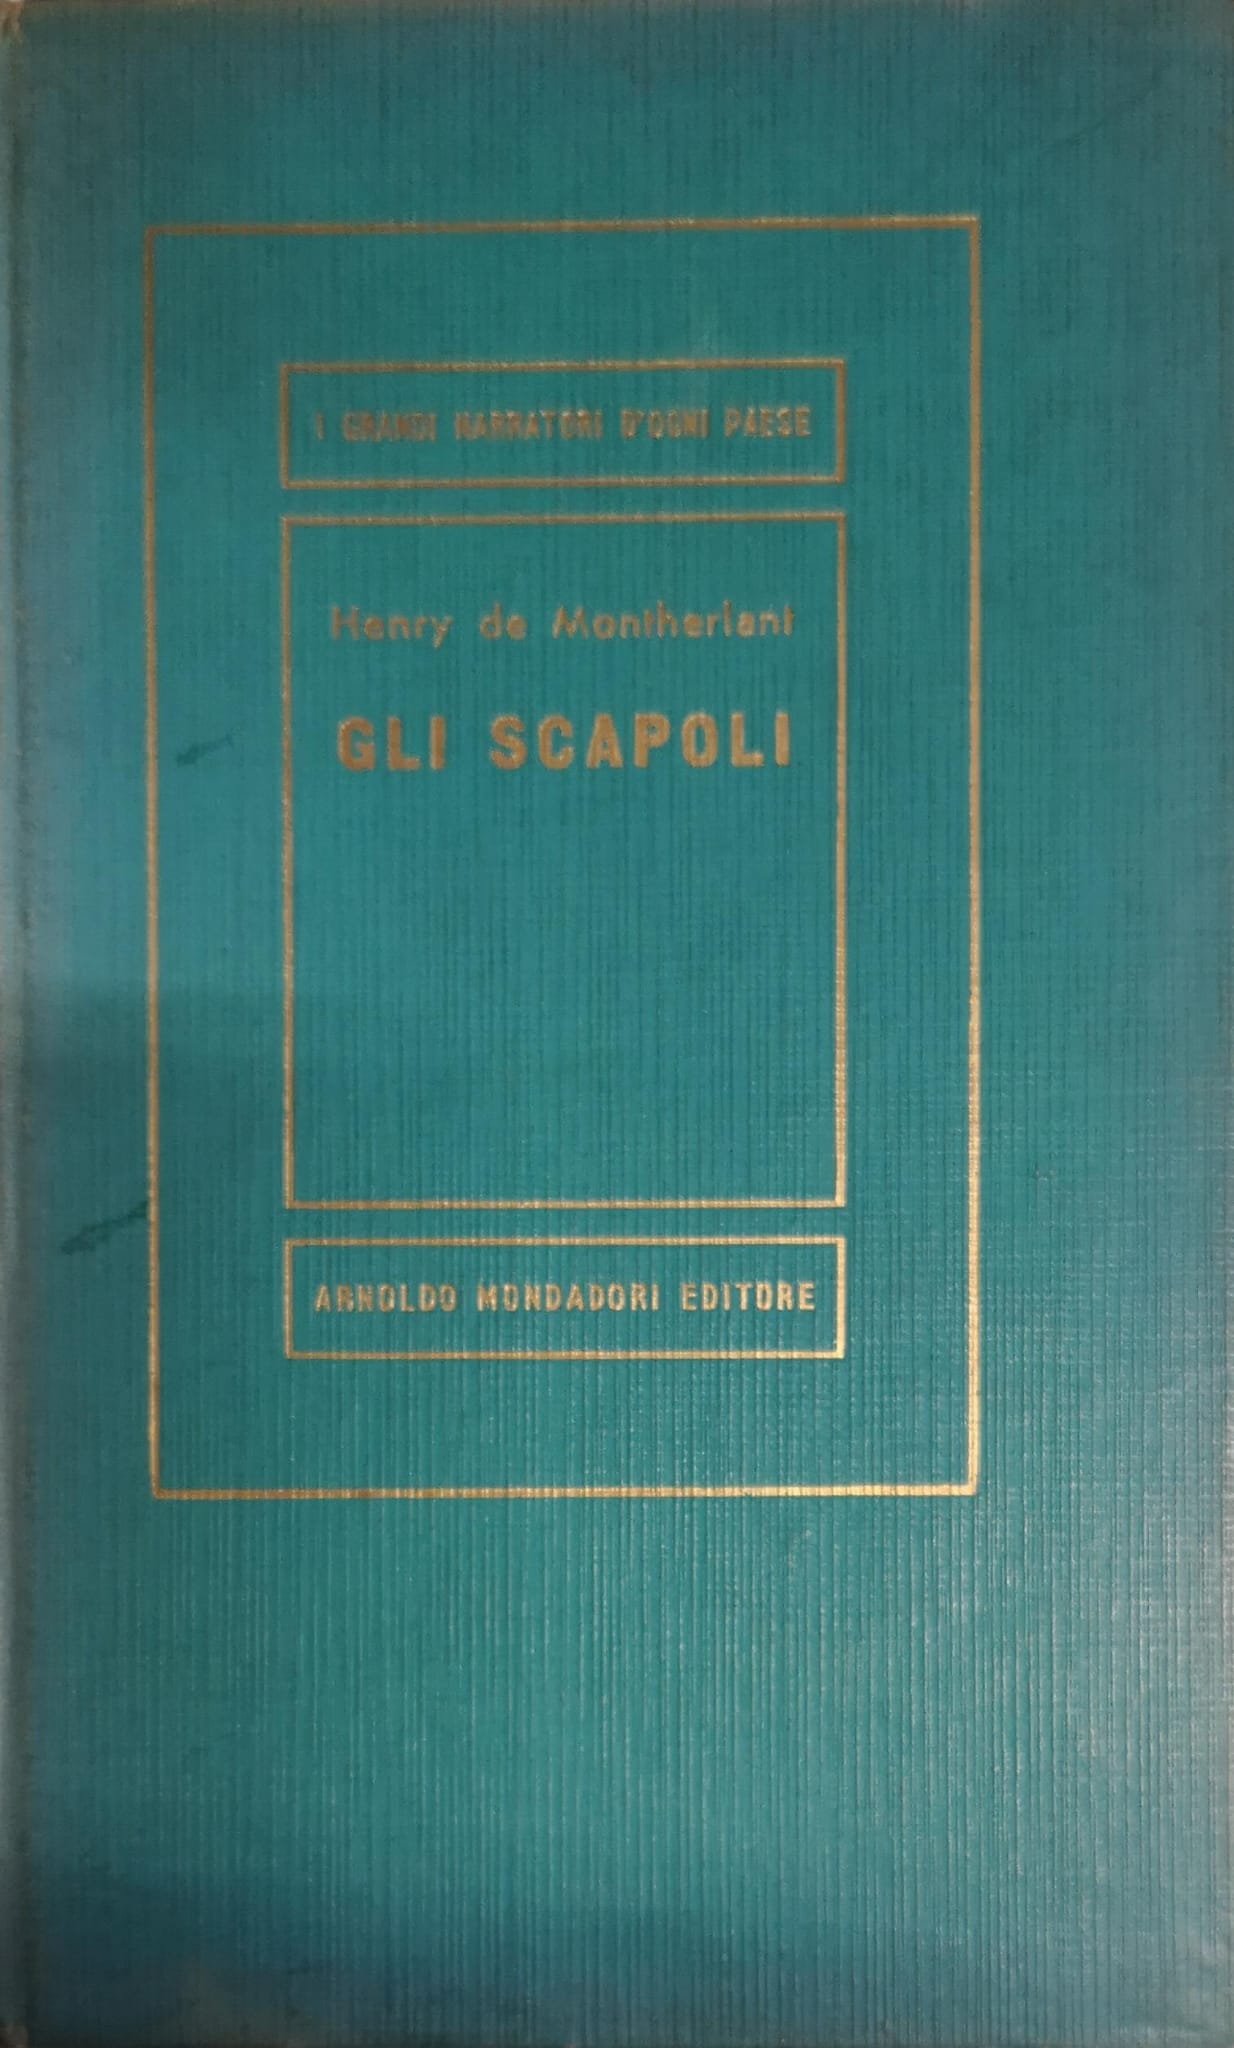 I GRANDI NARRATORI D'OGNI PAESE
Henry de Montherlant
GLI SCAPOLI
ARNOLDO MONDADORI EDITORE